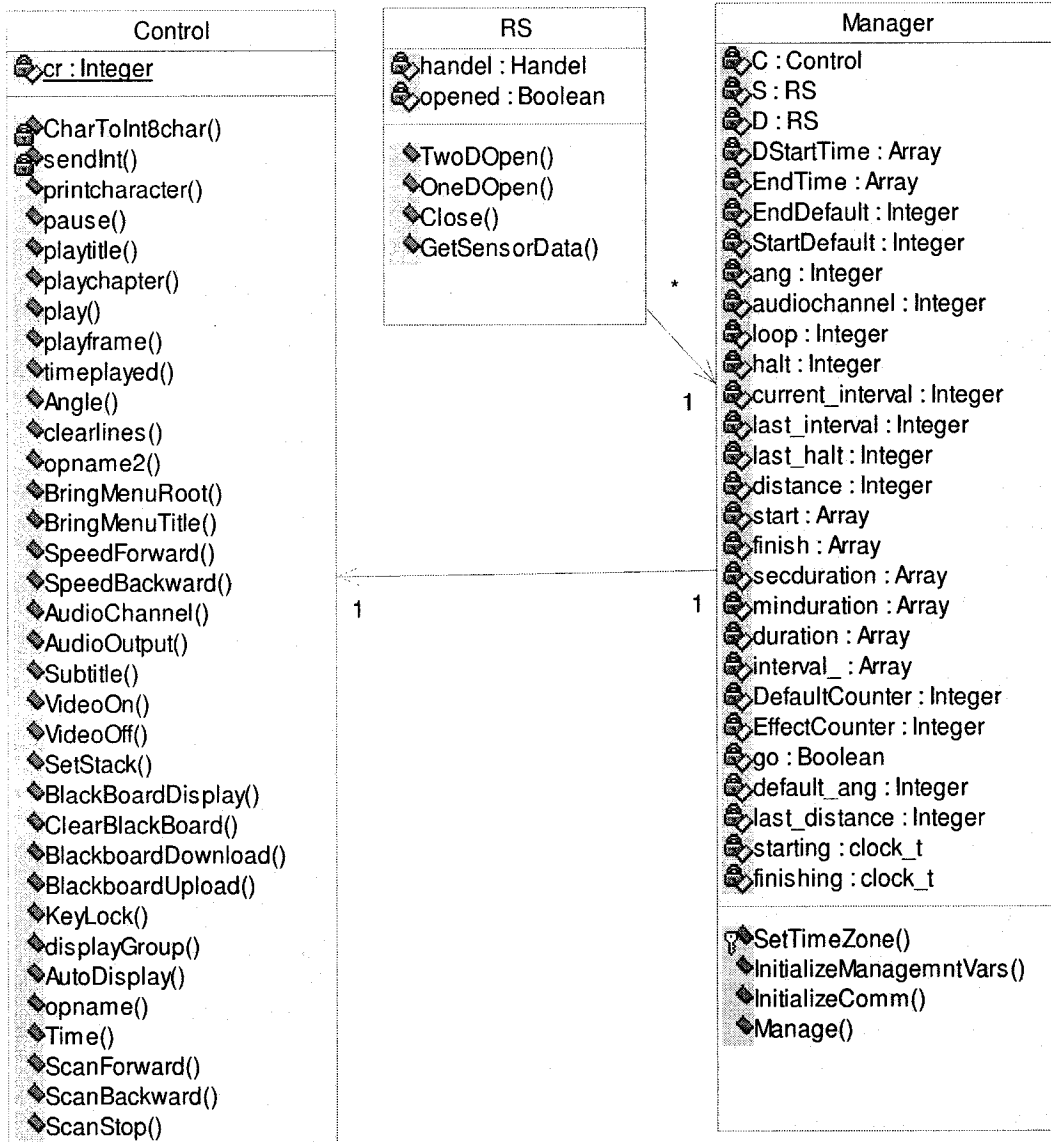 Control
cr : Integer
CharToInt8char()
sendInt()
printcharacter()
pause()
playtitle()
playchapter()
play()
playframe()
timeplayed()
Angle()
clearlines()
opname2()
BringMenuRoot()
BringMenuTitle()
SpeedForward()
SpeedBackward()
AudioChannel()
AudioOutput()
Subtitle()
VideoOn()
VideoOff()
SetStack()
BlackBoardDisplay()
ClearBlackBoard()
BlackboardDownload()
BlackboardUpload()
KeyLock()
displayGroup()
AutoDisplay()
opname()
Time()
ScanForward()
ScanBackward()
ScanStop()
RS
handel : Handel
opened : Boolean
TwoDOpen()
OneDOpen()
Close()
GetSensorData()
*
1
1
1
Manager
C : Control
S : RS
D : RS
DStartTime : Array
EndTime : Array
EndDefault : Integer
StartDefault : Integer
ang : Integer
audiochannel : Integer
loop : Integer
halt : Integer
current_interval : Integer
last_interval : Integer
last_halt : Integer
distance : Integer
start : Array
finish : Array
secduration : Array
minduration : Array
duration : Array
interval_ : Array
DefaultCounter : Integer
EffectCounter : Integer
go : Boolean
default_ang : Integer
last_distance : Integer
starting : clock_t
finishing : clock_t
SetTimeZone()
InitializeManagemntVars()
InitializeComm()
Manage()